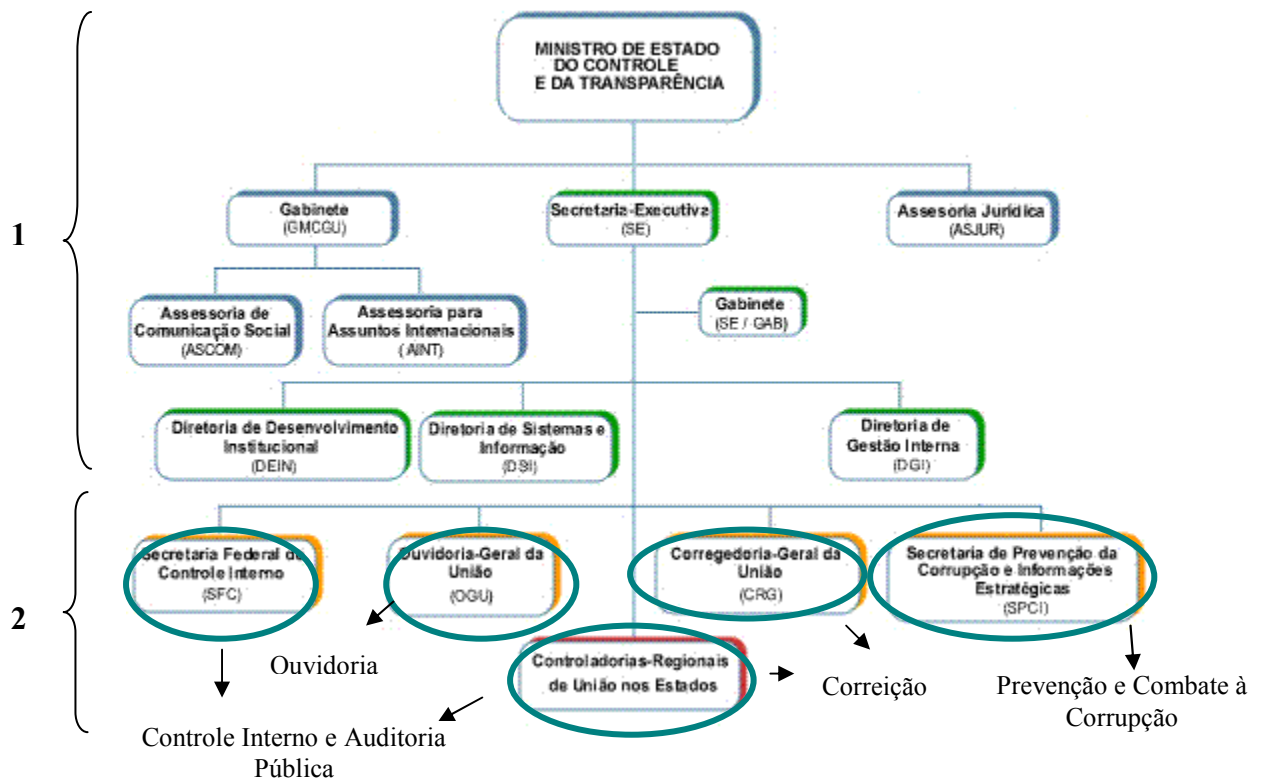 MINISTRO DE ESTADO
DO CONTROLE
E DA TRANSPARÊNCIA
1
Gabinete
(GMCGU)
Secretaria-Executiva
(SE)
Assesoria Jurídica
(ASJUR)
Assessoria de
Comunicação Social
(ASCOM)
Assessoria para
Assuntos Internacionais
(AINT)
Gabinete
(SE / GAB)
Diretoria de Desenvolvimento
Institucional
(DEIN)
Diretoria de Sistemas e
Informação
(DSI)
Diretoria de
Gestão Interna
(DGI)
2
Secretaria Federal de
Controle Interno
(SFC)
Ouvidoria-Geral da
União
(OGU)
Corregedoria-Geral da
União
(CRG)
Secretaria de Prevenção da
Corrupção e Informações
Estratégicas
(SPCI)
Controladorias-Regionais
de União nos Estados
Ouvidoria
Correição
Prevenção e Combate à
Corrupção
Controle Interno e Auditoria
Pública